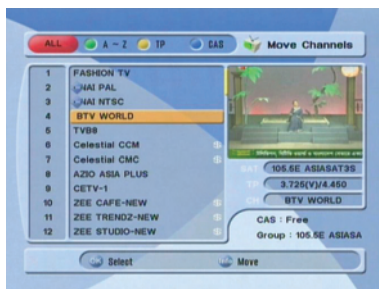 ALL A ~ Z TP CAS Move Channels
1 FASHION TV
2 NAI PAL
3 NAI NTSC
4 BTV WORLD
5 TVB8
6 Celestial CCM
7 Celestial CMC
8 AZIO ASIA PLUS
9 CETV-1
10 ZEE CAFE-NEW
11 ZEE TRENDZ-NEW
12 ZEE STUDIO-NEW
SAT 105.5E ASIASAT3S
TP 3.725(V)/4.450
CH BTV WORLD
CAS : Free
Group : 105.5E ASIASA
Select Move